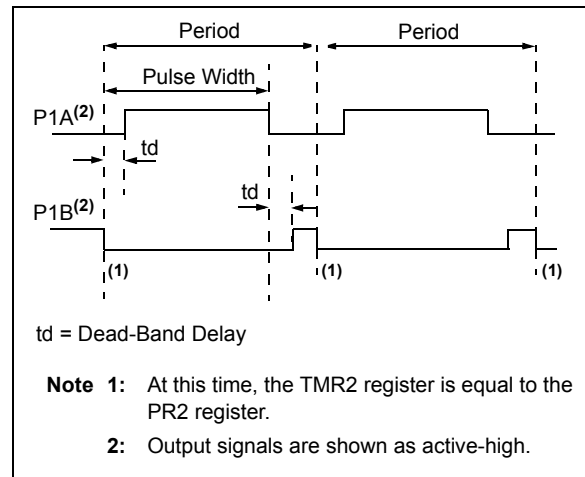 Period Period
Pulse Width
P1A(2)
td
td
P1B(2)
(1) (1) (1)
td = Dead-Band Delay
Note 1: At this time, the TMR2 register is equal to the
PR2 register.
2: Output signals are shown as active-high.